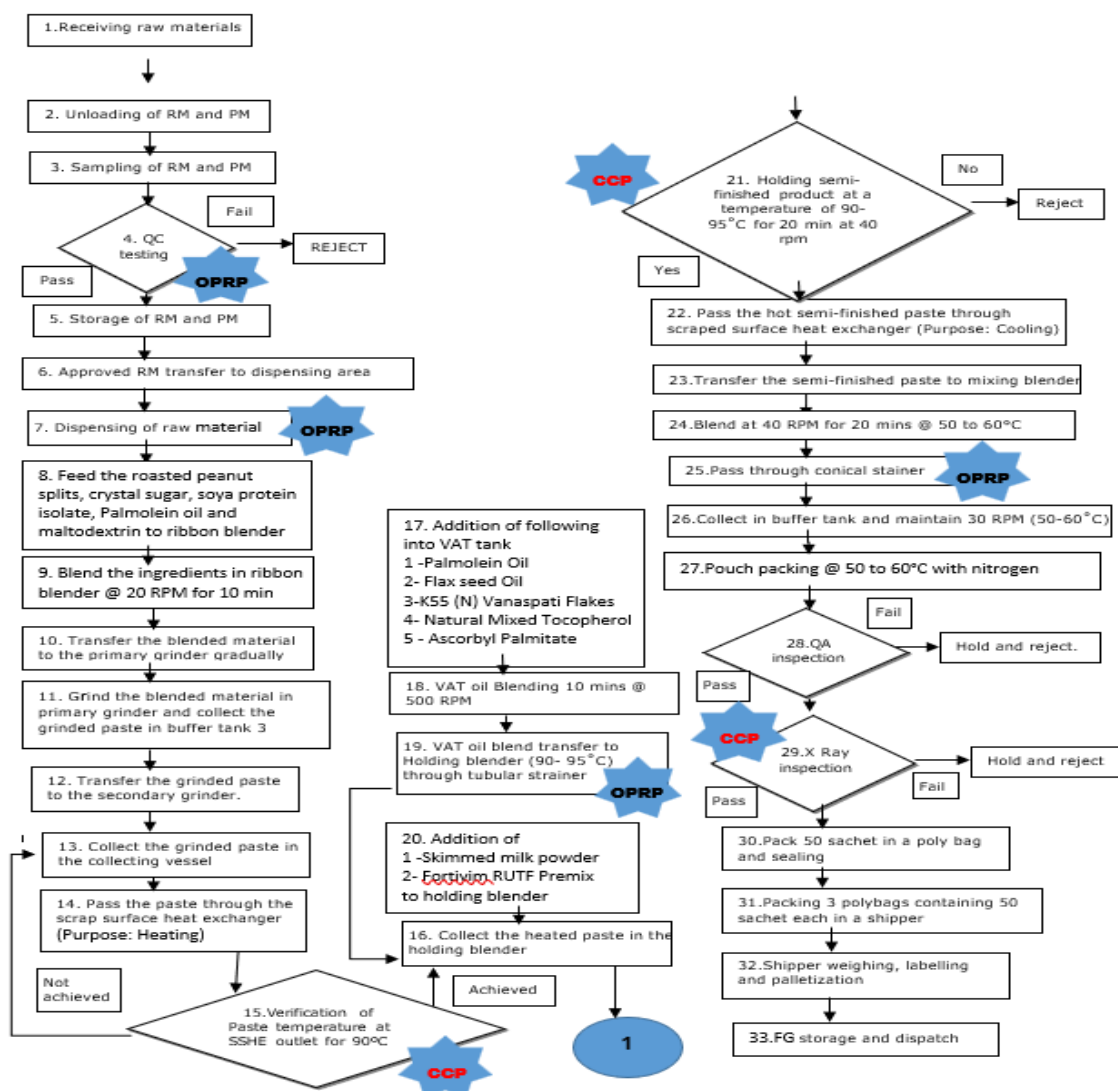 1.Receiving raw materials
2. Unloading of RM and PM
3. Sampling of RM and PM
Fail
4. QC
testing
REJECT
Pass
OPRP
5. Storage of RM and PM
6. Approved RM transfer to dispensing area
7. Dispensing of raw material
OPRP
8. Feed the roasted peanut
splits, crystal sugar, soya protein
isolate, Palmolein oil and
maltodextrin to ribbon blender
9. Blend the ingredients in ribbon
blender @ 20 RPM for 10 min
10. Transfer the blended material
to the primary grinder gradually
11. Grind the blended material in
primary grinder and collect the
grinded paste in buffer tank 3
12. Transfer the grinded paste
to the secondary grinder.
13. Collect the grinded paste in
the collecting vessel
14. Pass the paste through the
scrap surface heat exchanger
(Purpose: Heating)
Not
achieved
15.Verification of
Paste temperature at
SSHE outlet for 90ºC
CCP
Achieved
17. Addition of following
into VAT tank
1 -Palmolein Oil
2- Flax seed Oil
3-K55 (N) Vanaspati Flakes
4- Natural Mixed Tocopherol
5 - Ascorbyl Palmitate
18. VAT oil Blending 10 mins @
500 RPM
19. VAT oil blend transfer to
Holding blender (90- 95˚C)
through tubular strainer
OPRP
20. Addition of
1 -Skimmed milk powder
2- Fortivim RUTF Premix
to holding blender
16. Collect the heated paste in the
holding blender
1
CCP
21. Holding semi-
finished product at a
temperature of 90-
95˚C for 20 min at 40
rpm
No
Reject
Yes
22. Pass the hot semi-finished paste through
scraped surface heat exchanger (Purpose: Cooling)
23.Transfer the semi-finished paste to mixing blender
24.Blend at 40 RPM for 20 mins @ 50 to 60ºC
25.Pass through conical stainer
OPRP
26.Collect in buffer tank and maintain 30 RPM (50-60˚C)
27.Pouch packing @ 50 to 60°C with nitrogen
Fail
28.QA
inspection
Hold and reject.
Pass
CCP
29.X Ray
inspection
Hold and reject
Fail
Pass
30.Pack 50 sachet in a poly bag
and sealing
31.Packing 3 polybags containing 50
sachet each in a shipper
32.Shipper weighing, labelling
and palletization
33.FG storage and dispatch